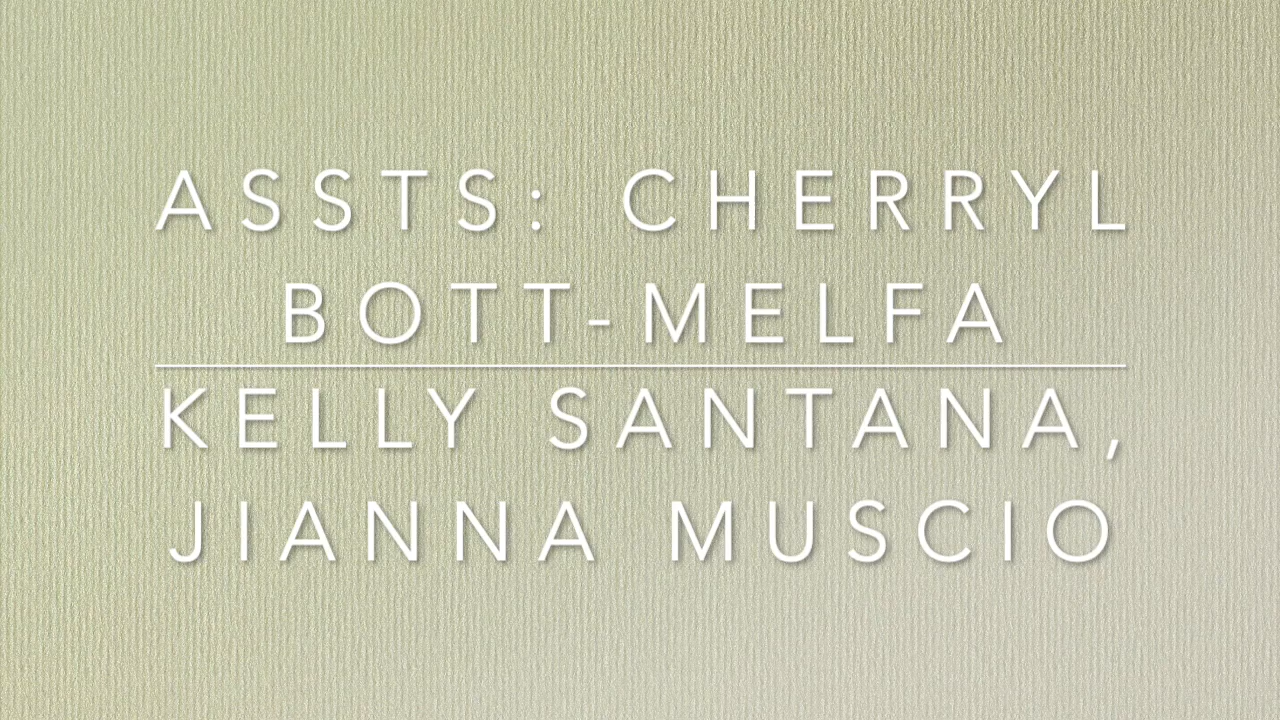 ASSTS: CHERRYL
BOTT-MELFA
KELLY SANTANA,
JIANNA MUSCIO